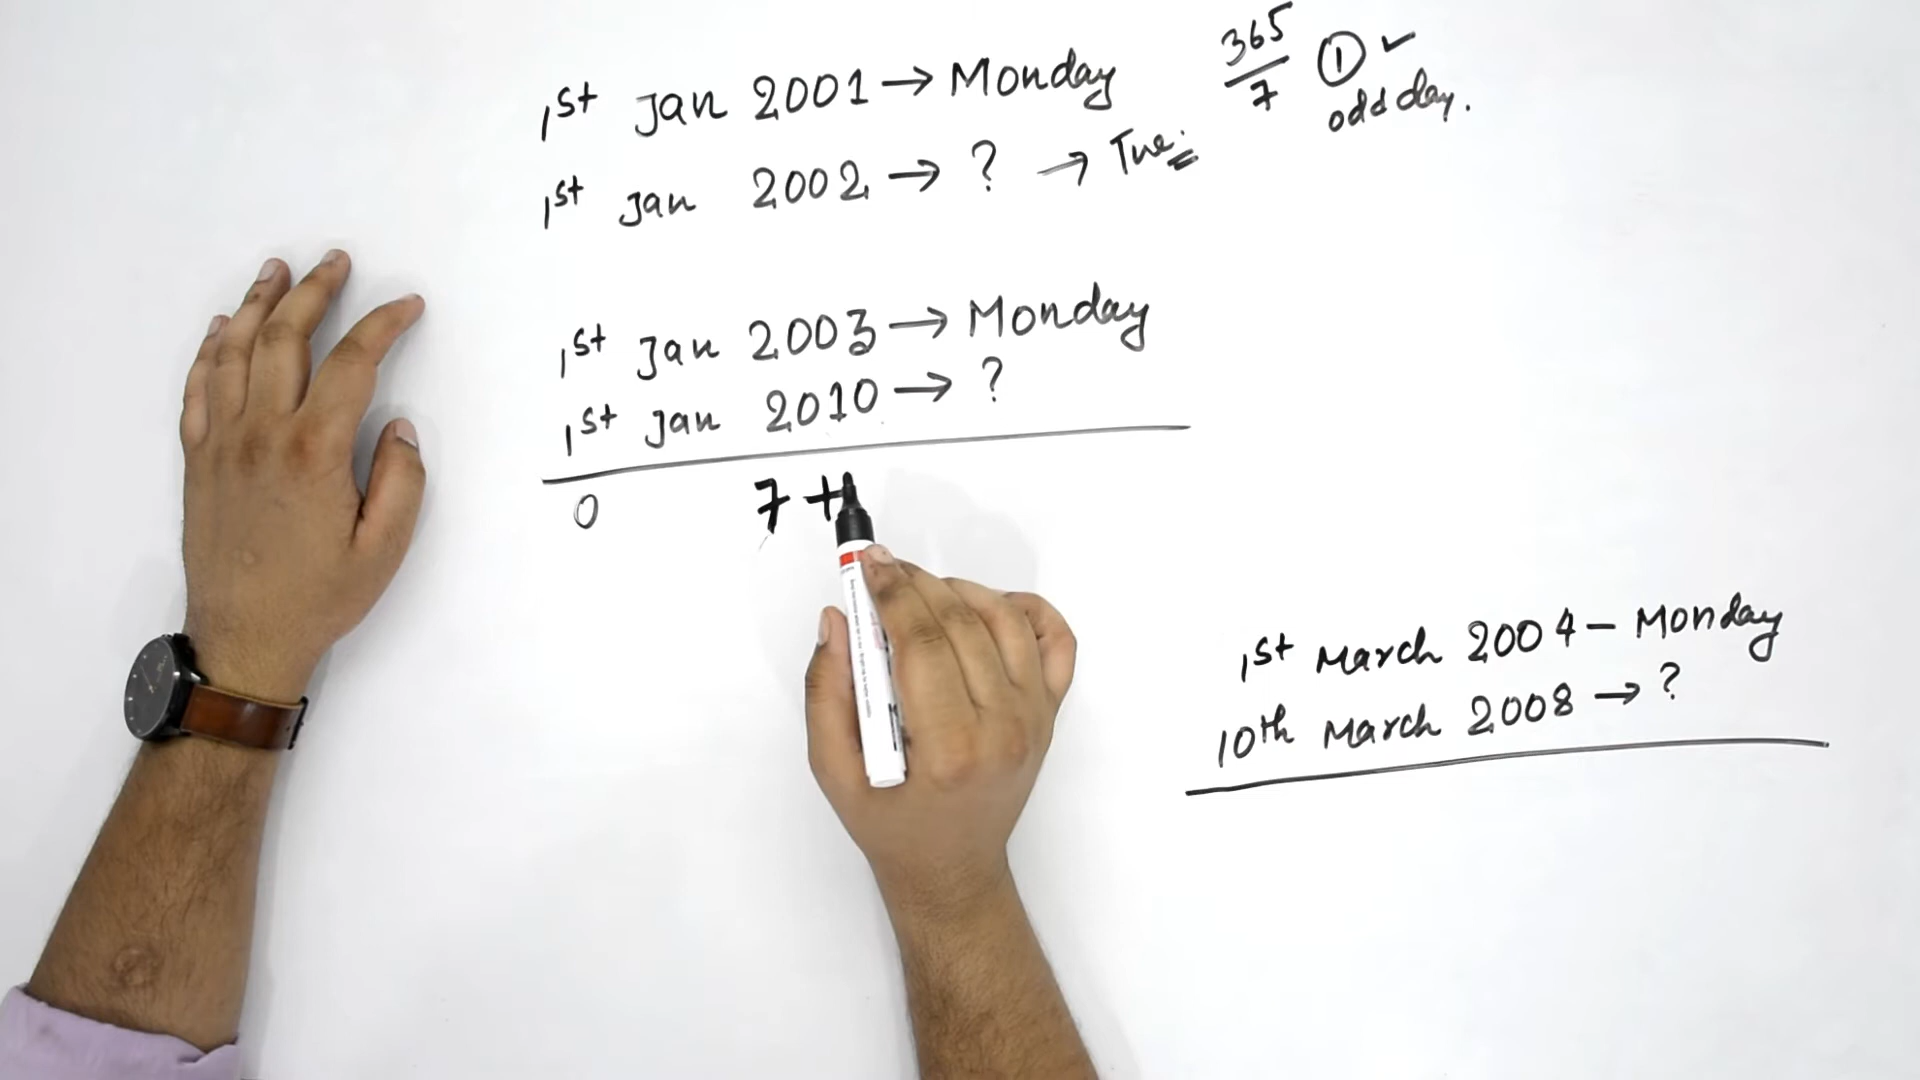 1st Jan 2001 → Monday
365/7 ① ✓
odd day.
1st Jan 2002 → ? → Tue.
1st Jan 2003 → Monday
1st Jan 2010 → ?
0 7 +
1st March 2004 - Monday
10th March 2008 → ?